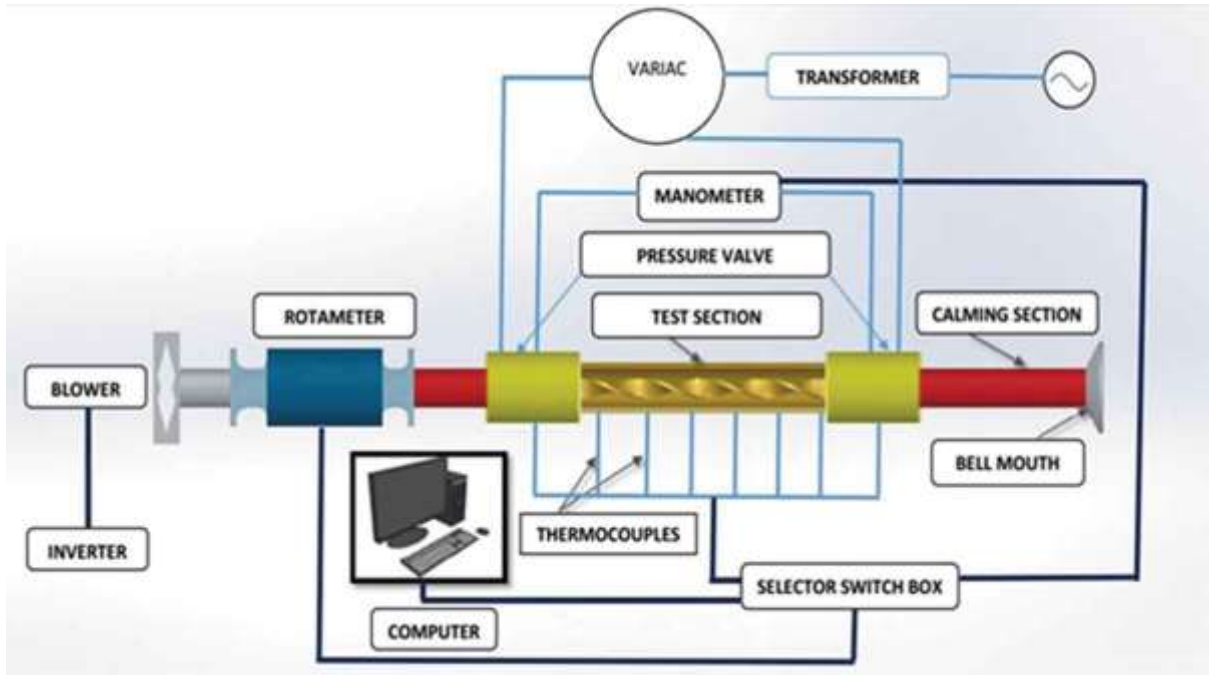 VARIAC
TRANSFORMER
MANOMETER
PRESSURE VALVE
ROTAMETER
TEST SECTION
CALMING SECTION
BLOWER
BELL MOUTH
THERMOCOUPLES
INVERTER
SELECTOR SWITCH BOX
COMPUTER